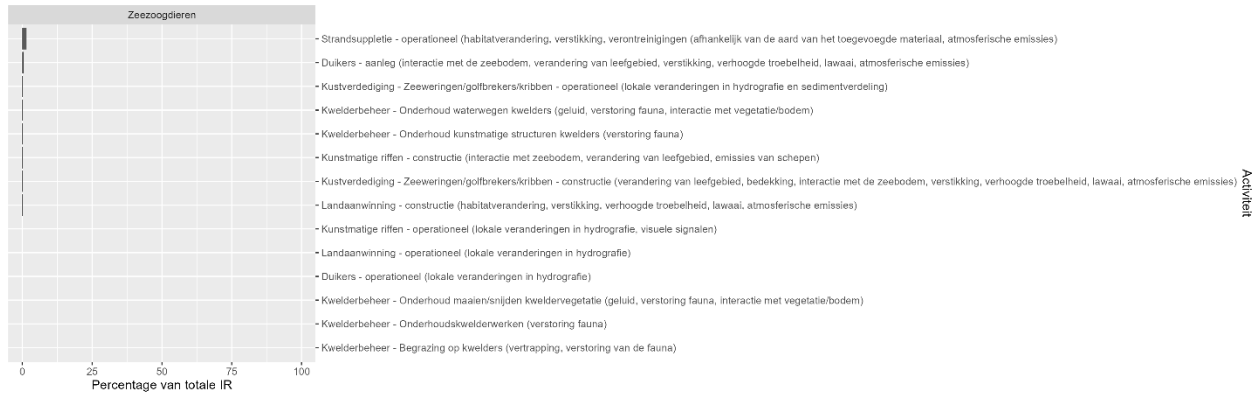 Zeezoogdieren
Strandsuppletie - operationeel (habitatverandering, verstikking, verontreinigingen (afhankelijk van de aard van het toegevoegde materiaal, atmosferische emissies)
Duikers - aanleg (interactie met de zeebodem, verandering van leefgebied, verstikking, verhoogde troebelheid, lawaai, atmosferische emissies)
Kustverdediging - Zeeweringen/golfbrekers/kribben - operationeel (lokale veranderingen in hydrografie en sedimentverdeling)
Kwelderbeheer - Onderhoud waterwegen kwelders (geluid, verstoring fauna, interactie met vegetatie/bodem)
Kwelderbeheer - Onderhoud kunstmatige structuren kwelders (verstoring fauna)
Kunstmatige riffen - constructie (interactie met zeebodem, verandering van leefgebied, emissies van schepen)
Kustverdediging - Zeeweringen/golfbrekers/kribben - constructie (verandering van leefgebied, bedekking, interactie met de zeebodem, verstikking, verhoogde troebelheid, lawaai, atmosferische emissies)
Landaanwinning - constructie (habitatverandering, verstikking, verhoogde troebelheid, lawaai, atmosferische emissies)
Kunstmatige riffen - operationeel (lokale veranderingen in hydrografie, visuele signalen)
Landaanwinning - operationeel (lokale veranderingen in hydrografie)
Duikers - operationeel (lokale veranderingen in hydrografie)
Kwelderbeheer - Onderhoud maaien/snijden kweldervegetatie (geluid, verstoring fauna, interactie met vegetatie/bodem)
Kwelderbeheer - Onderhoudskwelderwerken (verstoring fauna)
Kwelderbeheer - Begrazing op kwelders (vertrapping, verstoring van de fauna)
Activiteit
0 25 50 75 100
Percentage van totale IR